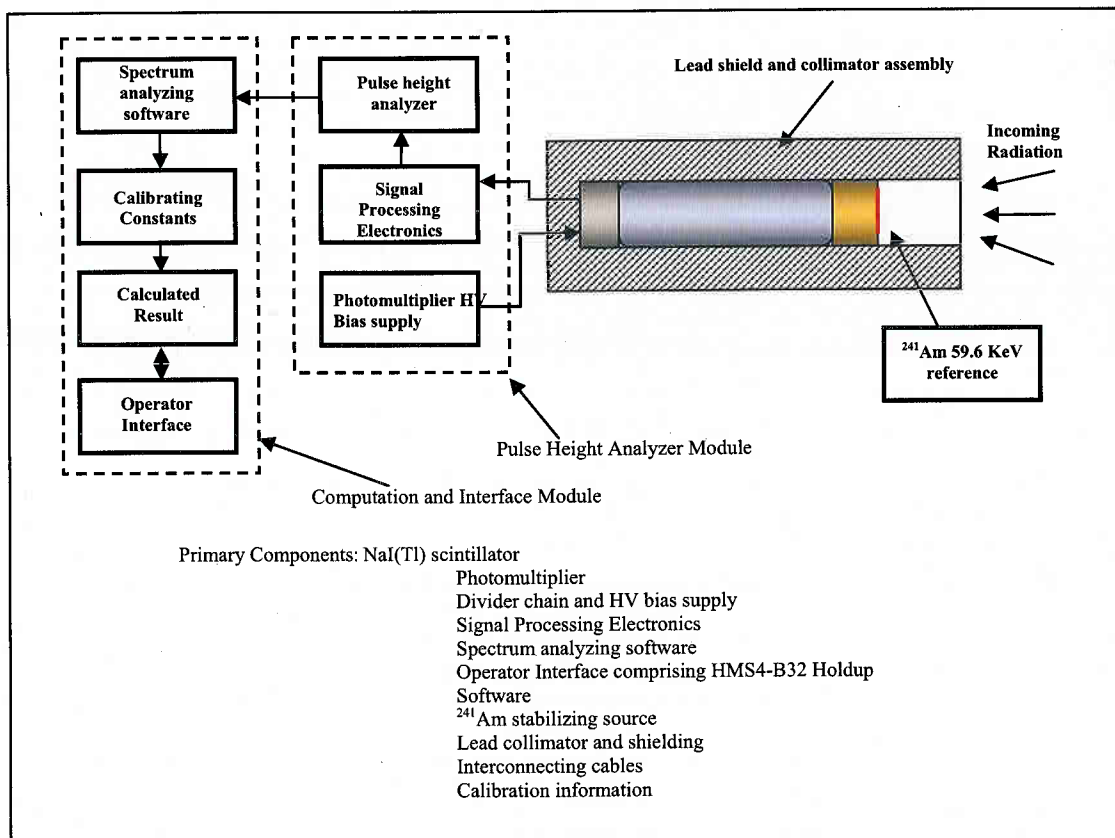 Spectrum
analyzing
software
Calibrating
Constants
Calculated
Result
Operator
Interface
Pulse height
analyzer
Signal
Processing
Electronics
Photomultiplier HV
Bias supply
Lead shield and collimator assembly
Incoming
Radiation
²⁴¹Am 59.6 KeV
reference
Pulse Height Analyzer Module
Computation and Interface Module
Primary Components: NaI(Tl) scintillator
Photomultiplier
Divider chain and HV bias supply
Signal Processing Electronics
Spectrum analyzing software
Operator Interface comprising HMS4-B32 Holdup
Software
²⁴¹Am stabilizing source
Lead collimator and shielding
Interconnecting cables
Calibration information